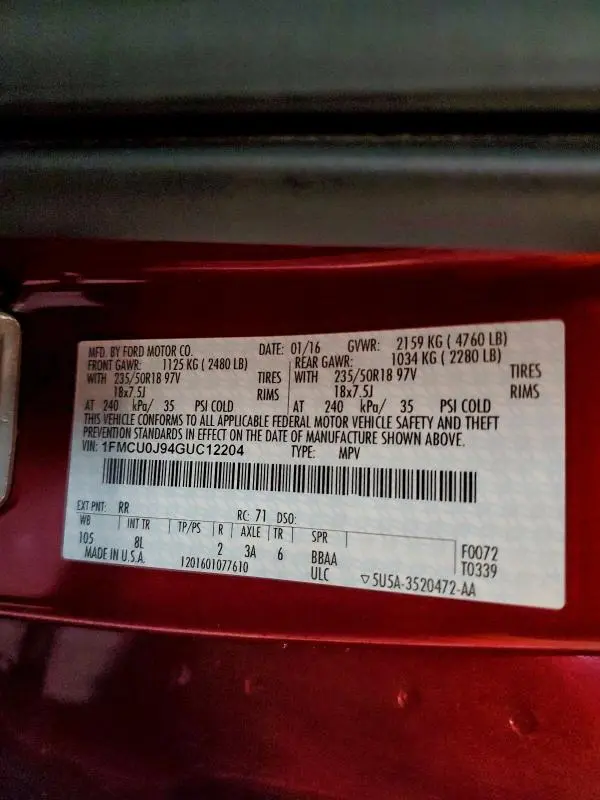 MFD. BY FORD MOTOR CO. DATE: 01/16 GVWR: 2159 KG ( 4760 LB)
FRONT GAWR: 1125 KG ( 2480 LB) REAR GAWR: 1034 KG ( 2280 LB)
WITH 235/50R18 97V TIRES WITH 235/50R18 97V TIRES
18x7.5J RIMS 18x7.5J RIMS
AT 240 kPa/ 35 PSI COLD AT 240 kPa/ 35 PSI COLD
THIS VEHICLE CONFORMS TO ALL APPLICABLE FEDERAL MOTOR VEHICLE SAFETY AND THEFT
PREVENTION STANDARDS IN EFFECT ON THE DATE OF MANUFACTURE SHOWN ABOVE.
VIN: 1FMCU0J94GUC12204 TYPE: MPV
EXT PNT: RR RC: 71 DSO:
WB INT TR TP/PS R AXLE TR SPR
105 8L 2 3A 6 BBAA F0072
MADE IN U.S.A. 1201601077610 ULC T0339
▽5U5A-3520472-AA